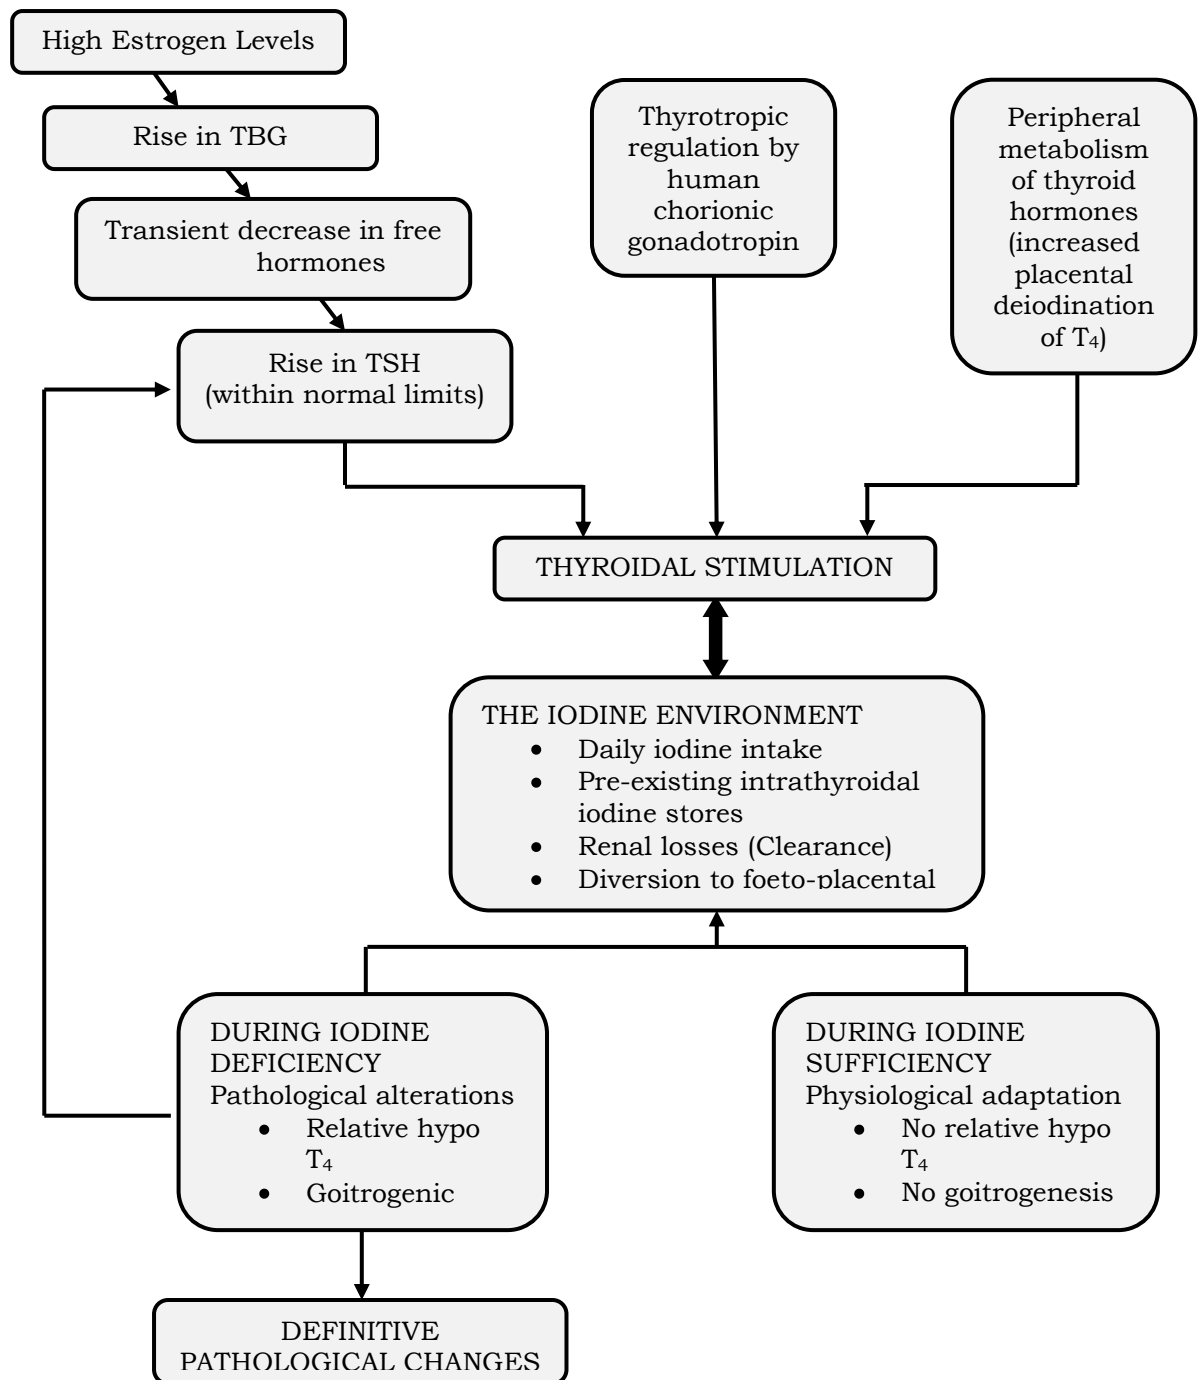 High Estrogen Levels
Rise in TBG
Transient decrease in free
hormones
Rise in TSH
(within normal limits)
Thyrotropic
regulation by
human
chorionic
gonadotropin
Peripheral
metabolism
of thyroid
hormones
(increased
placental
deiodination
of T₄)
THYROIDAL STIMULATION
THE IODINE ENVIRONMENT
• Daily iodine intake
• Pre-existing intrathyroidal
iodine stores
• Renal losses (Clearance)
• Diversion to foeto-placental
DURING IODINE
DEFICIENCY
Pathological alterations
• Relative hypo
T₄
• Goitrogenic
DURING IODINE
SUFFICIENCY
Physiological adaptation
• No relative hypo
T₄
• No goitrogenesis
DEFINITIVE
PATHOLOGICAL CHANGES